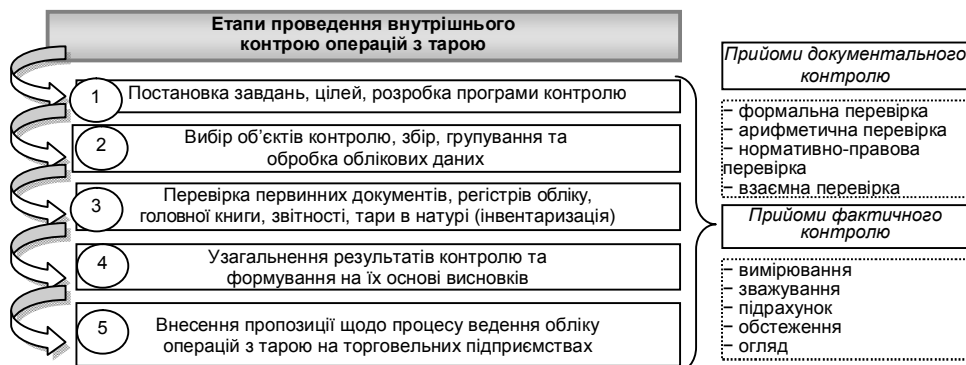 Етапи проведення внутрішнього
контрою операцій з тарою
1
Постановка завдань, цілей, розробка програми контролю
2
Вибір об’єктів контролю, збір, групування та
обробка облікових даних
3
Перевірка первинних документів, регістрів обліку,
головної книги, звітності, тари в натурі (інвентаризація)
4
Узагальнення результатів контролю та
формування на їх основі висновків
5
Внесення пропозиції щодо процесу ведення обліку
операцій з тарою на торговельних підприємствах
Прийоми документального
контролю
− формальна перевірка
− арифметична перевірка
− нормативно-правова
перевірка
− взаємна перевірка
Прийоми фактичного
контролю
− вимірювання
− зважування
− підрахунок
− обстеження
− огляд